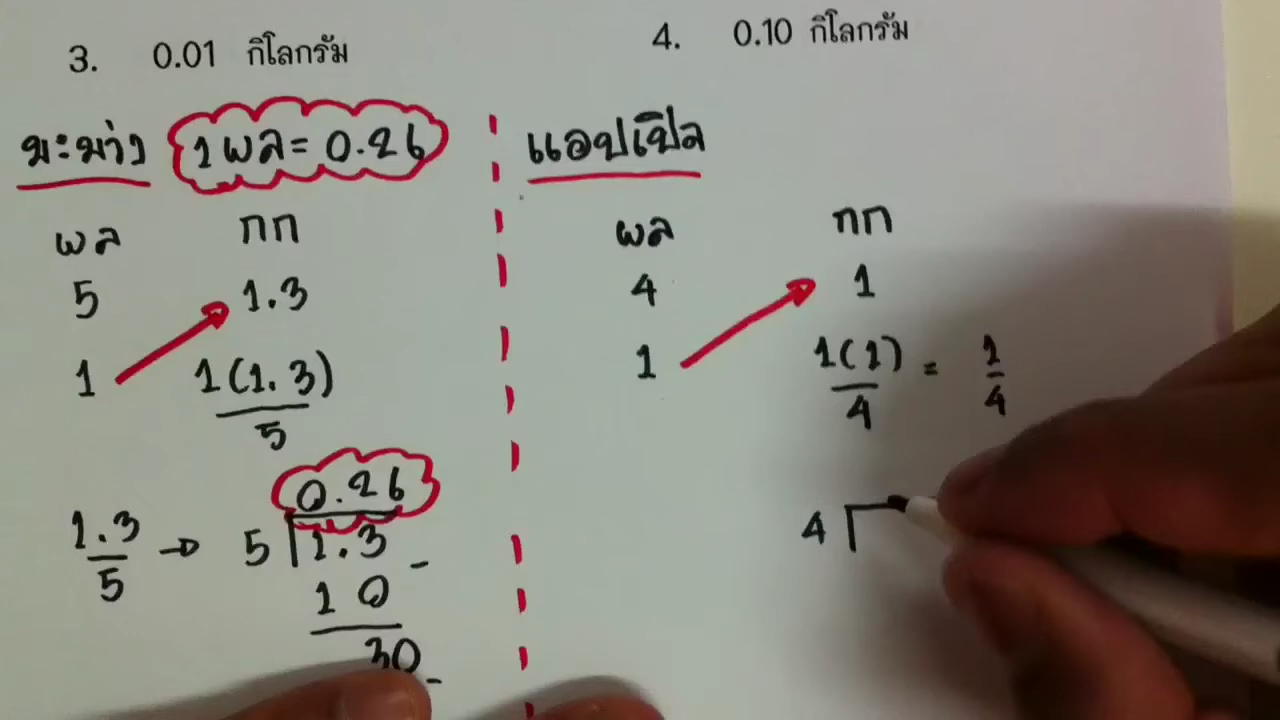 3. 0.01 กิโลกรัม
4. 0.10 กิโลกรัม
มะม่วง 1ผล = 0.26
ผล กก
5 1.3
1 1(1.3)
5
1.3
5
0.26
5 1.3
10
30
แอปเปิล
ผล กก
4 1
1 1(1) = 1
4 4
4